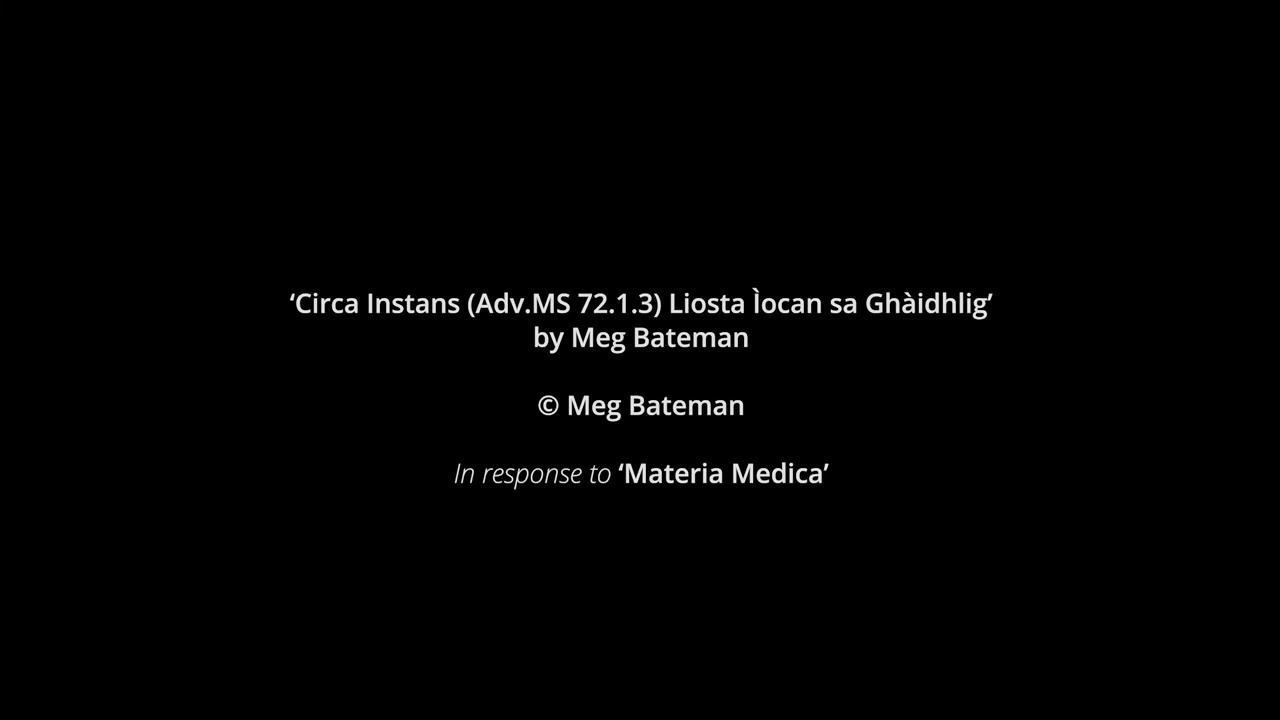 ‘Circa Instans (Adv.MS 72.1.3) Liosta Ìocan sa Ghàidhlig’
by Meg Bateman
© Meg Bateman
In response to ‘Materia Medica’